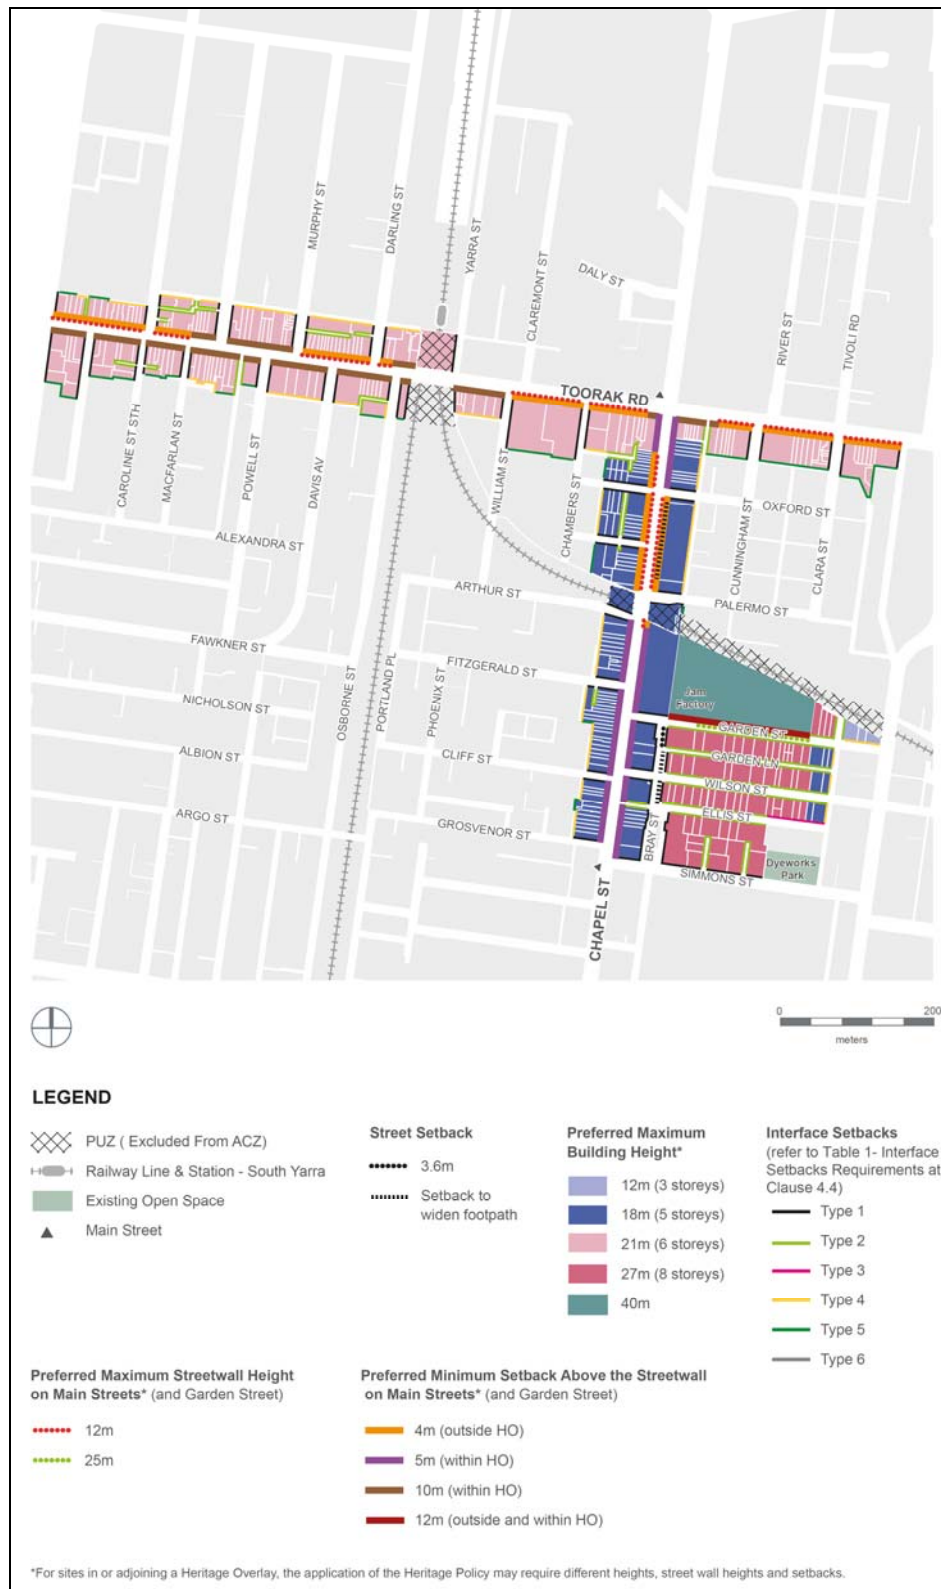 MURPHY ST
DARLING ST
YARRA ST
CLAREMONT ST
DALY ST
RIVER ST
TIVOLI RD
TOORAK RD
CAROLINE ST STH
MACFARLAN ST
POWELL ST
DAVIS AV
WILLIAM ST
CHAMBERS ST
OXFORD ST
CUNNINGHAM ST
CLARA ST
ALEXANDRA ST
ARTHUR ST
PALERMO ST
FAWKNER ST
FITZGERALD ST
NICHOLSON ST
OSBORNE ST
PORTLAND PL
PHOENIX ST
Jam
Factory
GARDEN ST
ALBION ST
CLIFF ST
GARDEN LN
WILSON ST
ARGO ST
GROSVENOR ST
BRAY ST
ELLIS ST
Dyeworks
Park
SIMMONS ST
CHAPEL ST
0 200
meters
LEGEND
PUZ ( Excluded From ACZ)
Railway Line & Station - South Yarra
Existing Open Space
Main Street
Street Setback
3.6m
Setback to
widen footpath
Preferred Maximum
Building Height*
12m (3 storeys)
18m (5 storeys)
21m (6 storeys)
27m (8 storeys)
40m
Interface Setbacks
(refer to Table 1- Interface
Setbacks Requirements at
Clause 4.4)
Type 1
Type 2
Type 3
Type 4
Type 5
Type 6
Preferred Maximum Streetwall Height
on Main Streets* (and Garden Street)
12m
25m
Preferred Minimum Setback Above the Streetwall
on Main Streets* (and Garden Street)
4m (outside HO)
5m (within HO)
10m (within HO)
12m (outside and within HO)
*For sites in or adjoining a Heritage Overlay, the application of the Heritage Policy may require different heights, street wall heights and setbacks.